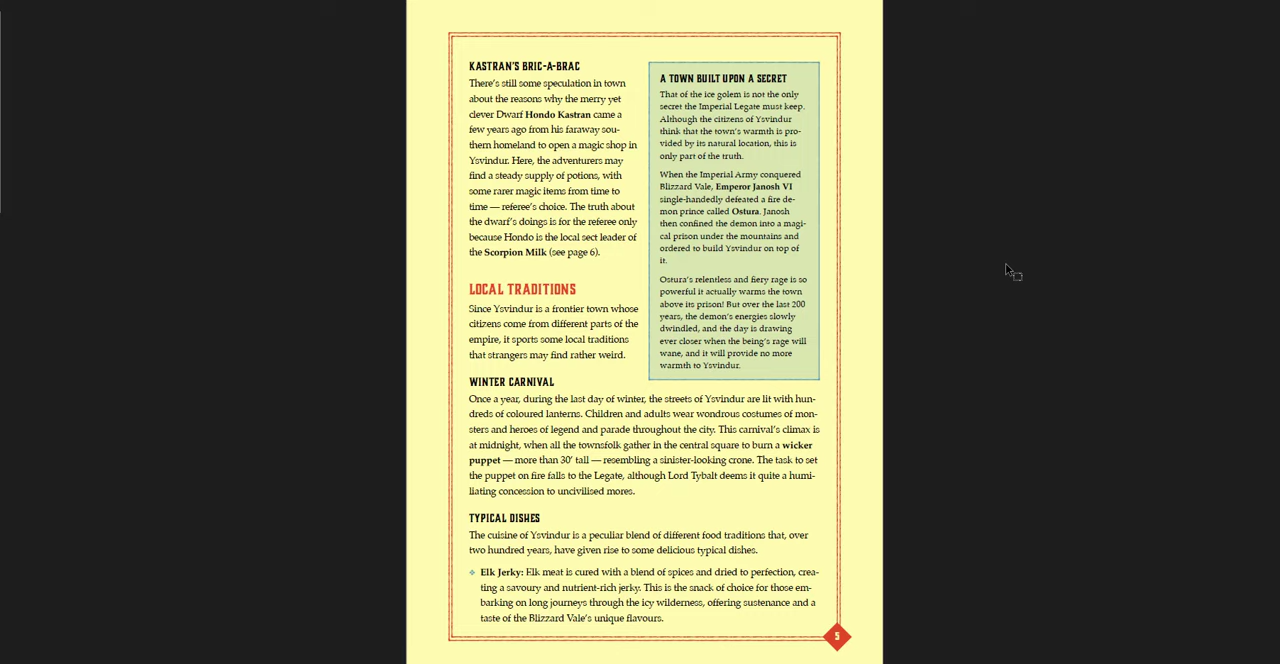 KASTRAN'S BRIC-A-BRAC
There's still some speculation in town
about the reasons why the merry yet
clever Dwarf Hondo Kastran came a
few years ago from his faraway sou-
thern homeland to open a magic shop in
Ysvindur. Here, the adventurers may
find a steady supply of potions, with
some rarer magic items from time to
time — referee's choice. The truth about
the dwarf's doings is for the referee only
because Hondo is the local sect leader of
the Scorpion Milk (see page 6).
LOCAL TRADITIONS
Since Ysvindur is a frontier town whose
citizens come from different parts of the
empire, it sports some local traditions
that strangers may find rather weird.
A TOWN BUILT UPON A SECRET
That of the ice golem is not the only
secret the Imperial Legate must keep.
Although the citizens of Ysvindur
think that the town's warmth is pro-
vided by its natural location, this is
only part of the truth.
When the Imperial Army conquered
Blizzard Vale, Emperor Janosh VI
single-handedly defeated a fire de-
mon prince called Ostura. Janosh
then confined the demon into a magi-
cal prison under the mountains and
ordered to build Ysvindur on top of
it.
Ostura's relentless and fiery rage is so
powerful it actually warms the town
above its prison! But over the last 200
years, the demon's energies slowly
dwindled, and the day is drawing
ever closer when the being's rage will
wane, and it will provide no more
warmth to Ysvindur.
WINTER CARNIVAL
Once a year, during the last day of winter, the streets of Ysvindur are lit with hun-
dreds of coloured lanterns. Children and adults wear wondrous costumes of mon-
sters and heroes of legend and parade throughout the city. This carnival's climax is
at midnight, when all the townsfolk gather in the central square to burn a wicker
puppet — more than 30' tall — resembling a sinister-looking crone. The task to set
the puppet on fire falls to the Legate, although Lord Tybalt deems it quite a humi-
liating concession to uncivilised mores.
TYPICAL DISHES
The cuisine of Ysvindur is a peculiar blend of different food traditions that, over
two hundred years, have given rise to some delicious typical dishes.
❖ Elk Jerky: Elk meat is cured with a blend of spices and dried to perfection, crea-
ting a savoury and nutrient-rich jerky. This is the snack of choice for those em-
barking on long journeys through the icy wilderness, offering sustenance and a
taste of the Blizzard Vale's unique flavours.
5